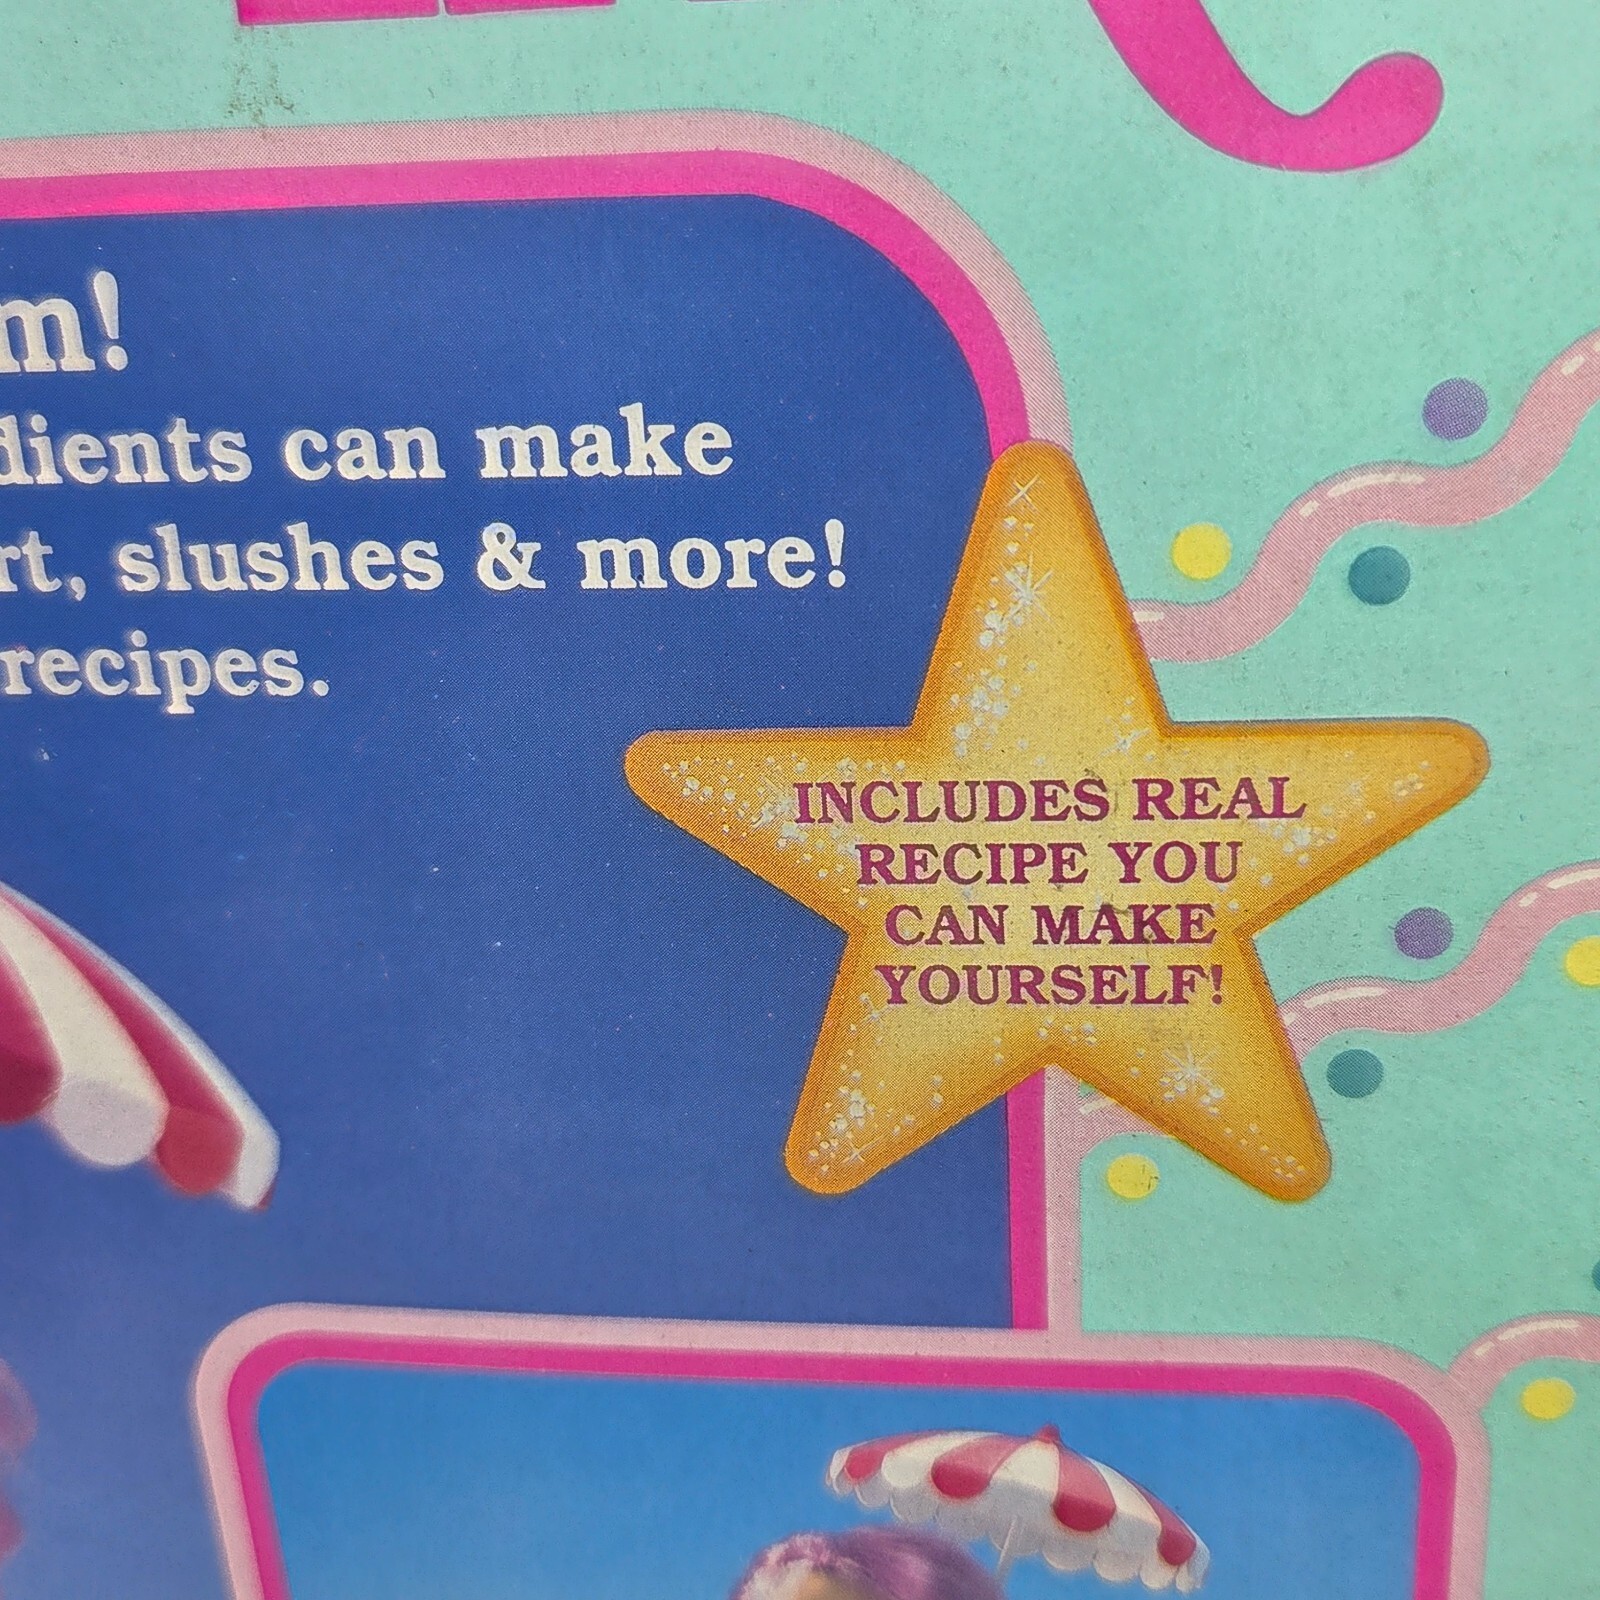 m!
dients can make
rt, slushes & more!
recipes.
INCLUDES REAL
RECIPE YOU
CAN MAKE
YOURSELF!